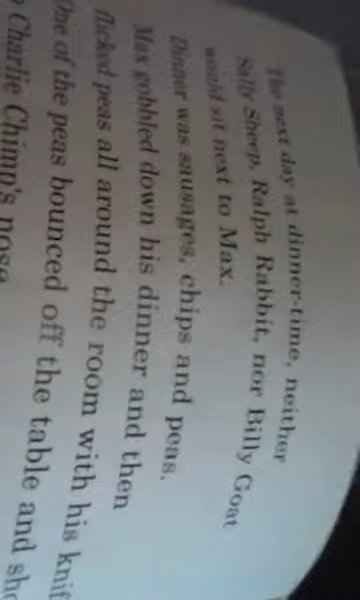 The next day at dinner-time, neither
Sally Sheep, Ralph Rabbit, nor Billy Goat
would sit next to Max.
Dinner was sausages, chips and peas.
Max gobbled down his dinner and then
flicked peas all around the room with his knif
One of the peas bounced off the table and sho
Charlie Chimp's nose